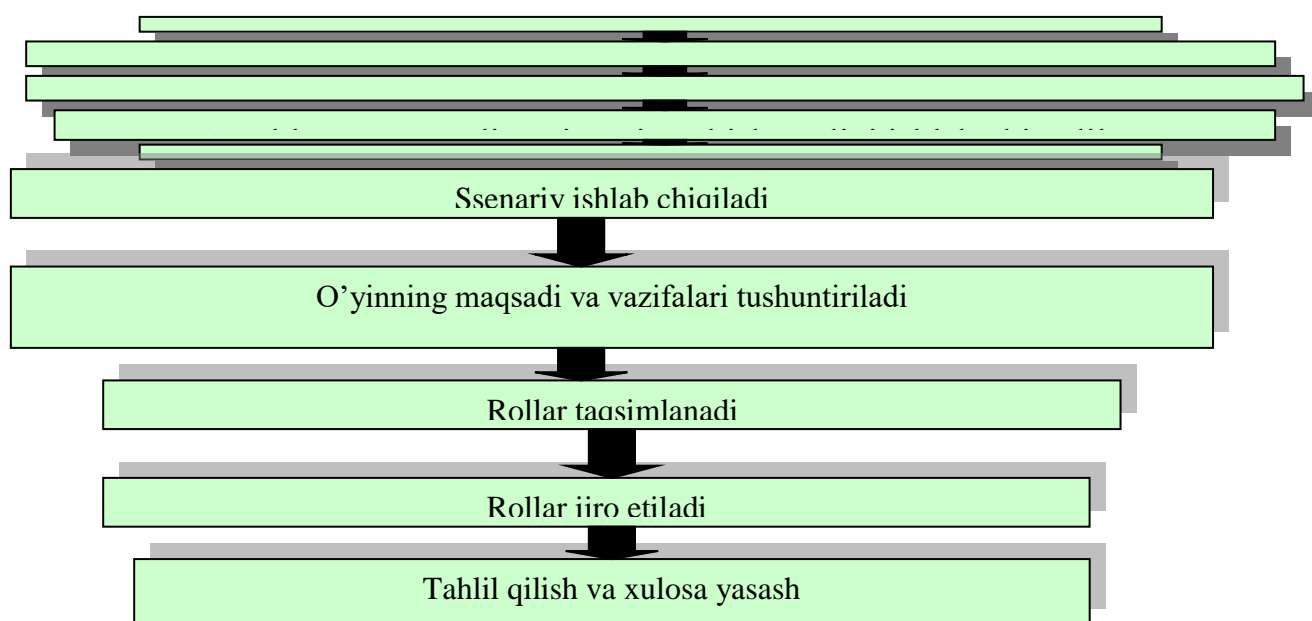 Ssenariy ishlab chiqiladi
O’yinning maqsadi va vazifalari tushuntiriladi
Rollar taqsimlanadi
Rollar ijro etiladi
Tahlil qilish va xulosa yasash